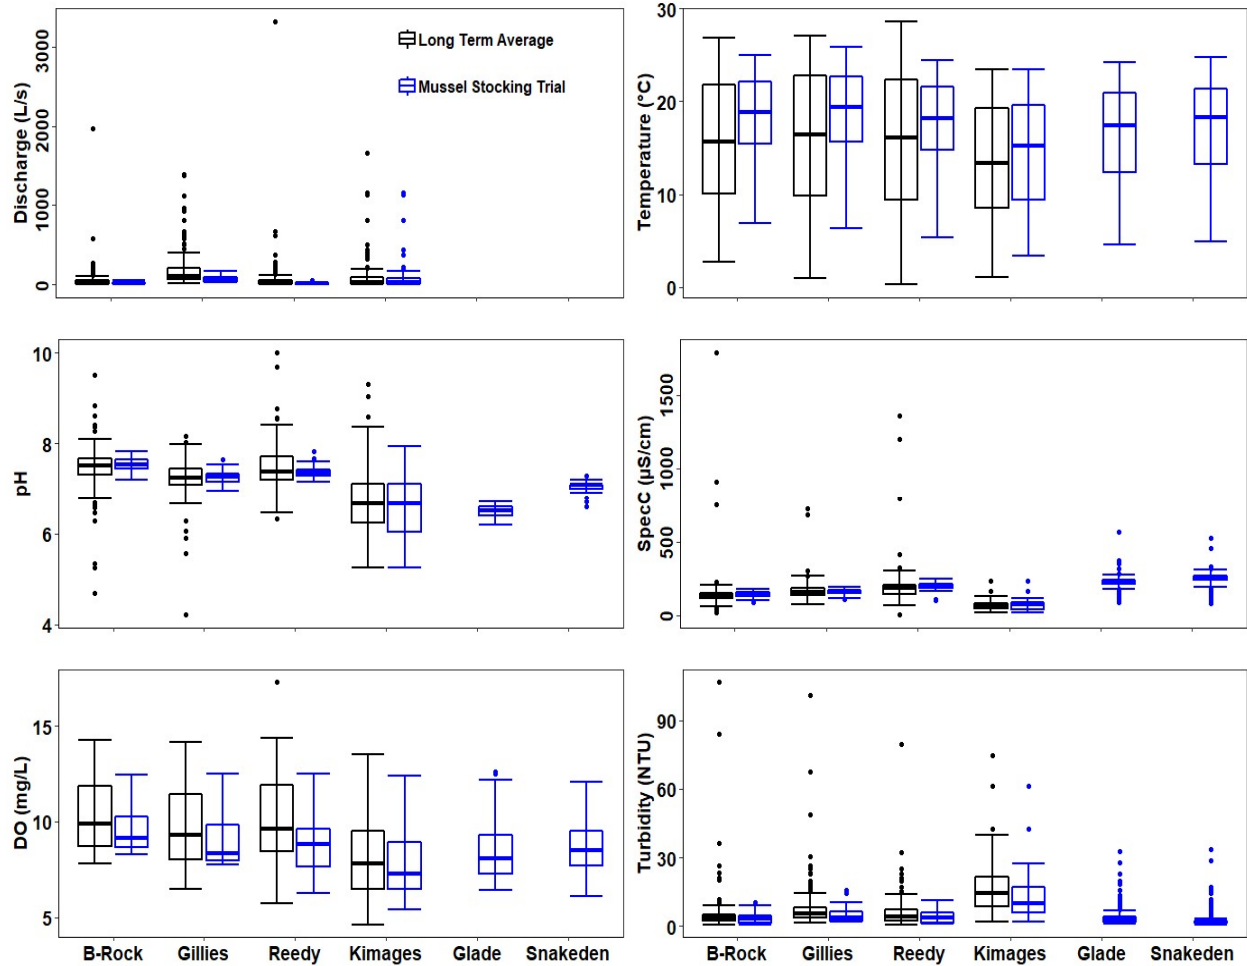 Discharge (L/s)
3000
2000
1000
0
Long Term Average
Mussel Stocking Trial
Temperature (°C)
30
20
10
0
pH
10
8
6
4
SpecC (µS/cm)
1500
1000
500
0
DO (mg/L)
15
10
5
Turbidity (NTU)
90
60
30
0
B-Rock Gillies Reedy Kimages Glade Snakeden
B-Rock Gillies Reedy Kimages Glade Snakeden